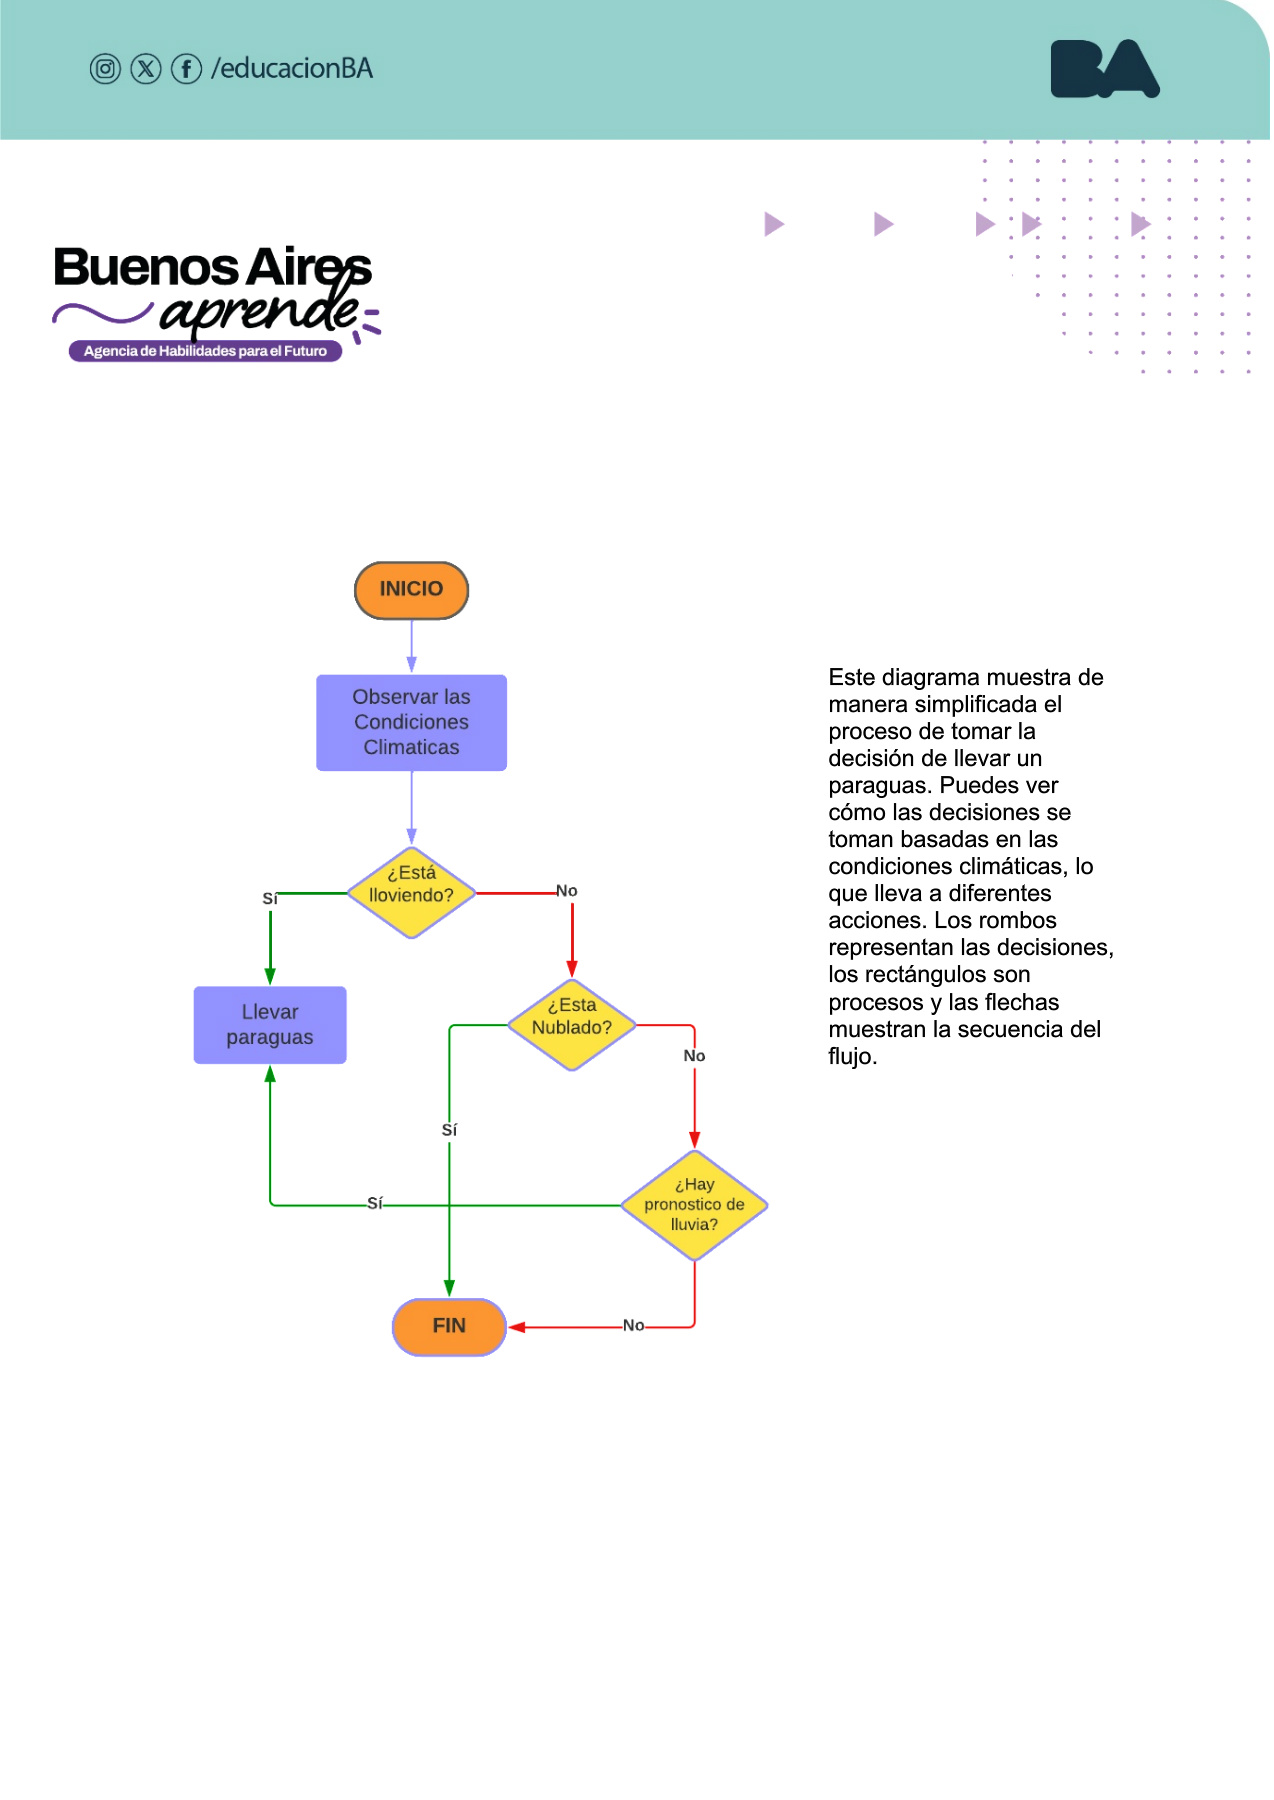 /educacionBA
BA
Buenos Aires
aprende
Agencia de Habilidades para el Futuro
INICIO
Observar las
Condiciones
Climaticas
¿Está
lloviendo?
Sí
No
Llevar
paraguas
¿Esta
Nublado?
No
Sí
¿Hay
pronostico de
lluvia?
Sí
No
FIN
Este diagrama muestra de
manera simplificada el
proceso de tomar la
decisión de llevar un
paraguas. Puedes ver
cómo las decisiones se
toman basadas en las
condiciones climáticas, lo
que lleva a diferentes
acciones. Los rombos
representan las decisiones,
los rectángulos son
procesos y las flechas
muestran la secuencia del
flujo.